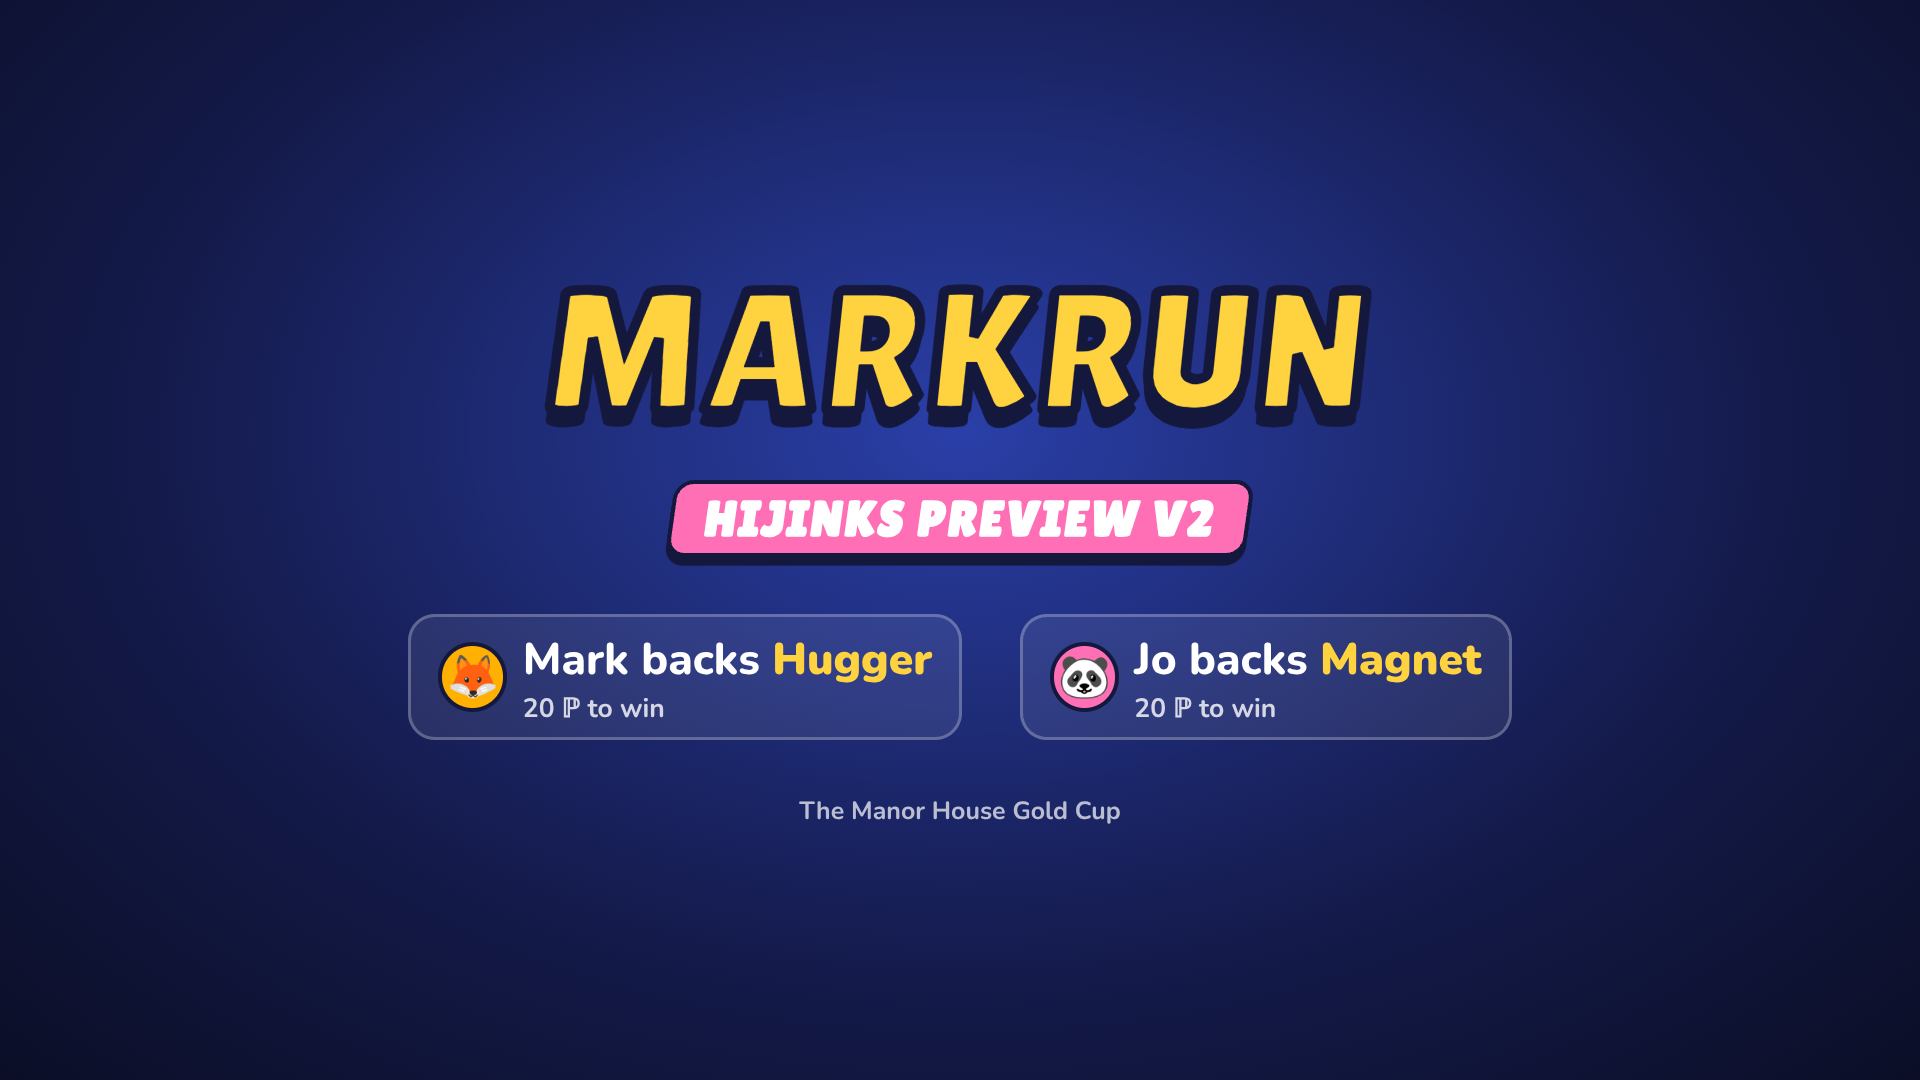 MARKRUN
HIJINKS PREVIEW V2
Mark backs Hugger
20 ℙ to win
Jo backs Magnet
20 ℙ to win
The Manor House Gold Cup